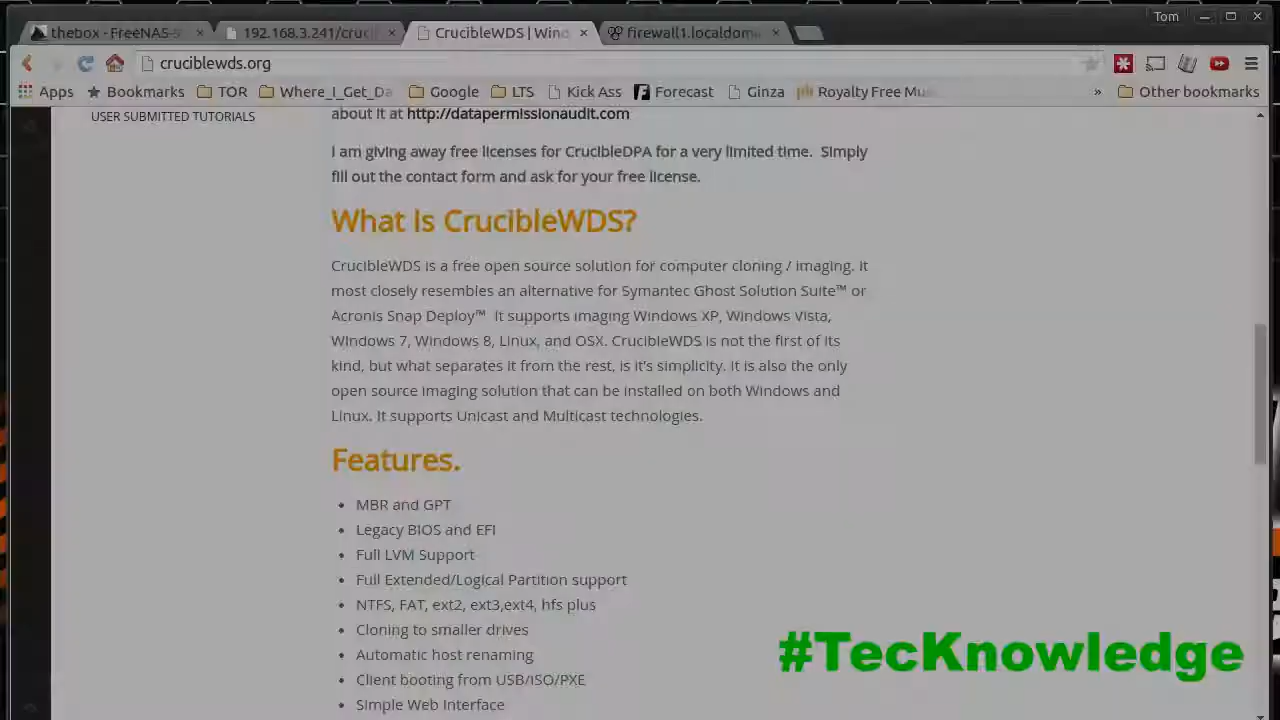 Tom
thebox - FreeNAS-
192.168.3.241/cruci
CrucibleWDS | Wind
firewall1.localdoma
cruciblewds.org
Apps Bookmarks TOR Where_I_Get_Da Google LTS Kick Ass Forecast Ginza Royalty Free Mus » Other bookmarks
USER SUBMITTED TUTORIALS
about it at http://datapermissionaudit.com
I am giving away free licenses for CrucibleDPA for a very limited time. Simply
fill out the contact form and ask for your free license.
What is CrucibleWDS?
CrucibleWDS is a free open source solution for computer cloning / imaging. It
most closely resembles an alternative for Symantec Ghost Solution Suite™ or
Acronis Snap Deploy™ It supports imaging Windows XP, Windows Vista,
Windows 7, Windows 8, Linux, and OSX. CrucibleWDS is not the first of its
kind, but what separates it from the rest, is it's simplicity. It is also the only
open source imaging solution that can be installed on both Windows and
Linux. It supports Unicast and Multicast technologies.
Features.
• MBR and GPT
• Legacy BIOS and EFI
• Full LVM Support
• Full Extended/Logical Partition support
• NTFS, FAT, ext2, ext3,ext4, hfs plus
• Cloning to smaller drives
• Automatic host renaming
• Client booting from USB/ISO/PXE
• Simple Web Interface
#TecKnowledge